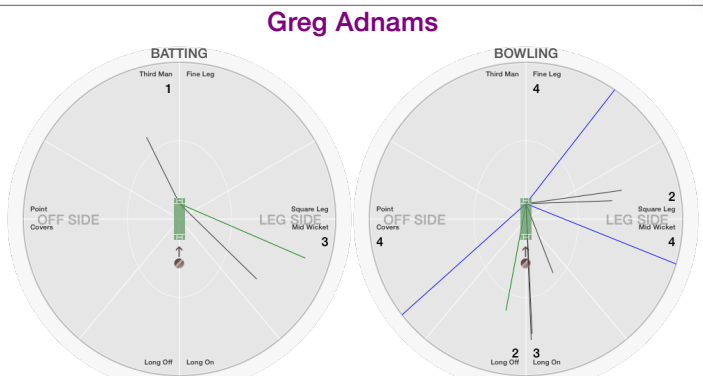 Greg Adnams
BATTING
Third Man Fine Leg
1
Point
OFF SIDE
Covers
Square Leg
LEG SIDE
Mid Wicket
3
Long Off Long On
BOWLING
Third Man Fine Leg
4
2
Point
OFF SIDE
Covers
4
Square Leg
LEG SIDE
Mid Wicket
4
2 3
Long Off Long On